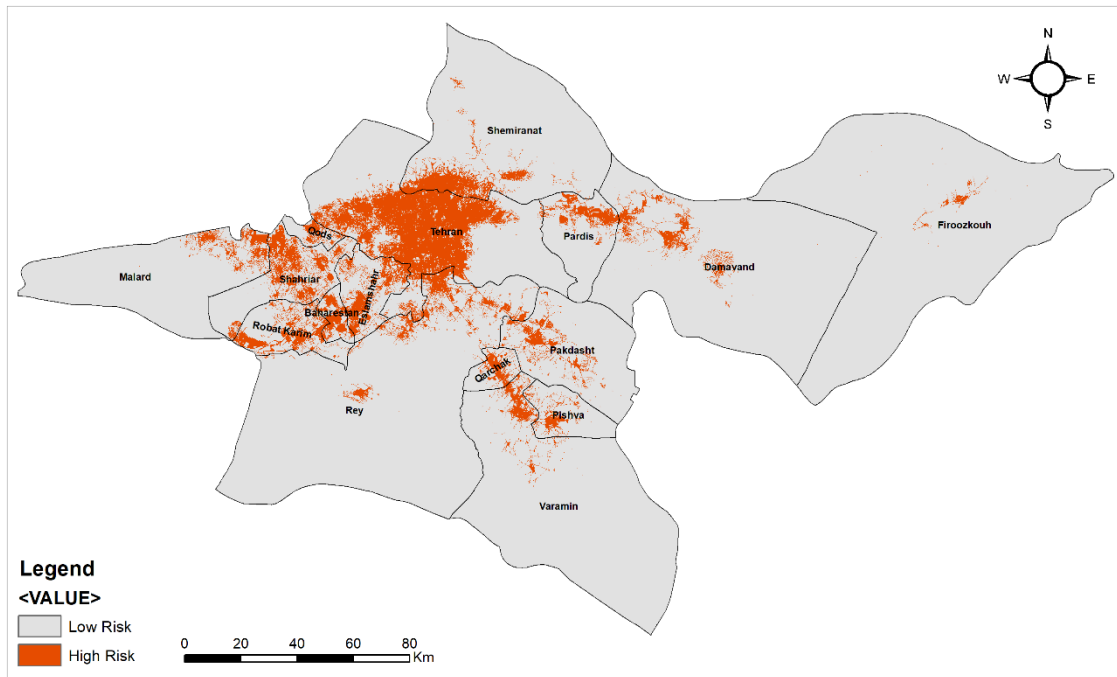 N
W E
S
Shemiranat
Firoozkouh
Qods
Tehran
Pardis
Damavand
Malard
Shahriar
Eslamshahr
Baharestan
Robat Karim
Pakdasht
Qarchak
Rey
Pishva
Varamin
Legend
<VALUE>
Low Risk
High Risk
0 20 40 60 80
Km